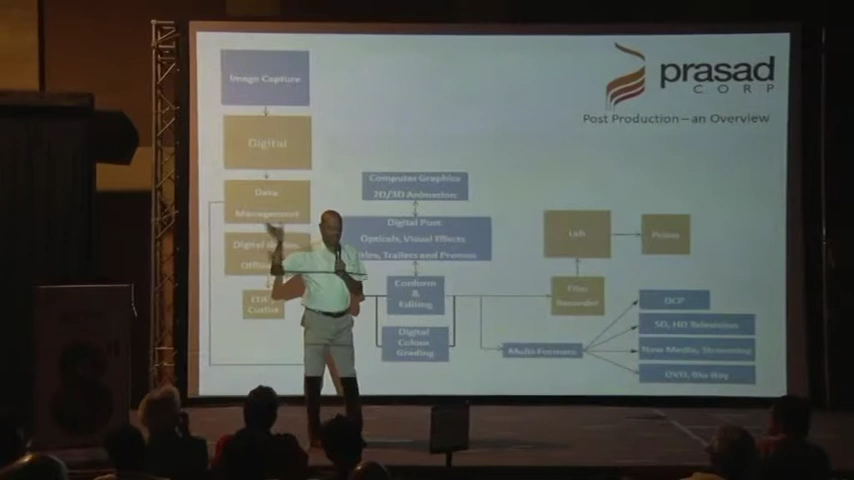 prasad
CORP
Post Production – an Overview
Image Capture
Digital
Data
Management
Computer Graphics
2D/3D Animation
Digital Post
Opticals, Visual Effects
Titles, Trailers and Promos
Conform
&
Editing
Digital
Colour
Grading
Lab
Prints
Film
Recorder
Multi Formats
DCP
SD, HD Television
New Media, Streaming
DVD, Blu Ray